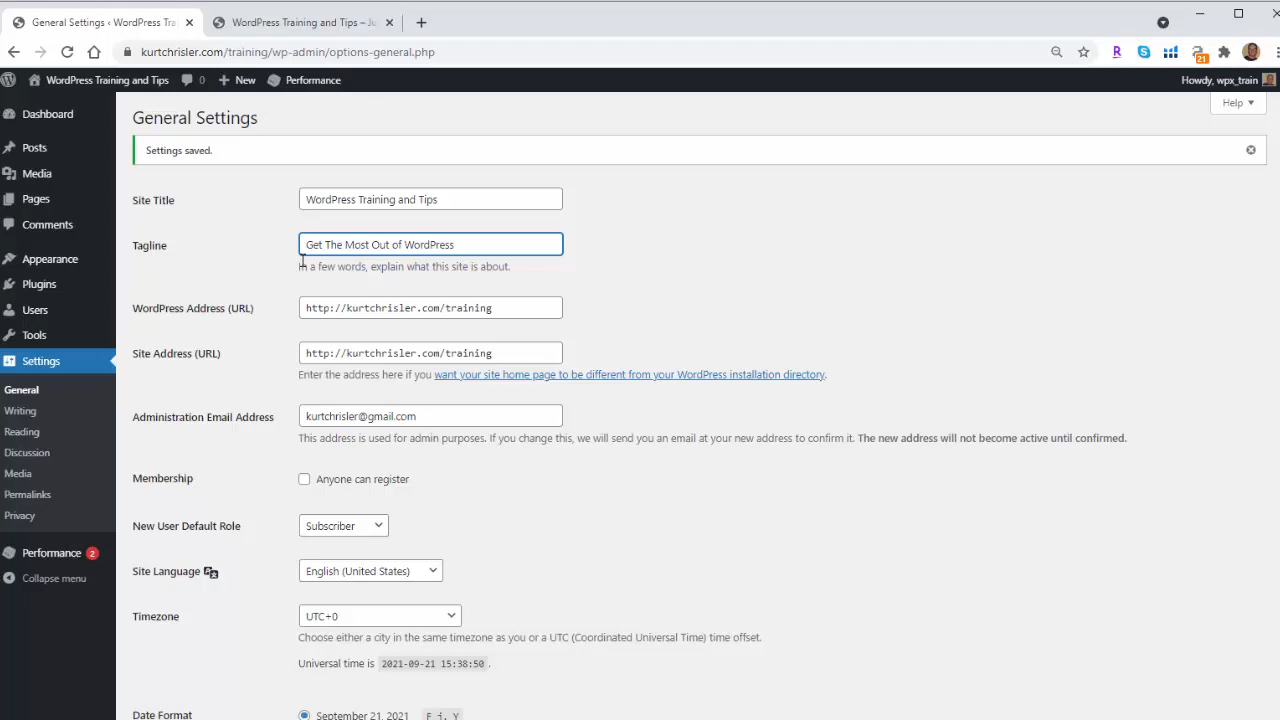 General Settings ‹ WordPress Tra
WordPress Training and Tips – Ju
kurtchrisler.com/training/wp-admin/options-general.php
21
WordPress Training and Tips 0 New Performance Howdy, wpx_train
Help
Dashboard
Posts
Media
Pages
Comments
Appearance
Plugins
Users
Tools
Settings
General
Writing
Reading
Discussion
Media
Permalinks
Privacy
Performance 2
Collapse menu
General Settings
Settings saved.
Site Title WordPress Training and Tips
Tagline Get The Most Out of WordPress
In a few words, explain what this site is about.
WordPress Address (URL) http://kurtchrisler.com/training
Site Address (URL) http://kurtchrisler.com/training
Enter the address here if you want your site home page to be different from your WordPress installation directory.
Administration Email Address kurtchrisler@gmail.com
This address is used for admin purposes. If you change this, we will send you an email at your new address to confirm it. The new address will not become active until confirmed.
Membership Anyone can register
New User Default Role Subscriber
Site Language English (United States)
Timezone UTC+0
Choose either a city in the same timezone as you or a UTC (Coordinated Universal Time) time offset.
Universal time is 2021-09-21 15:38:50 .
Date Format September 21, 2021 F j, Y